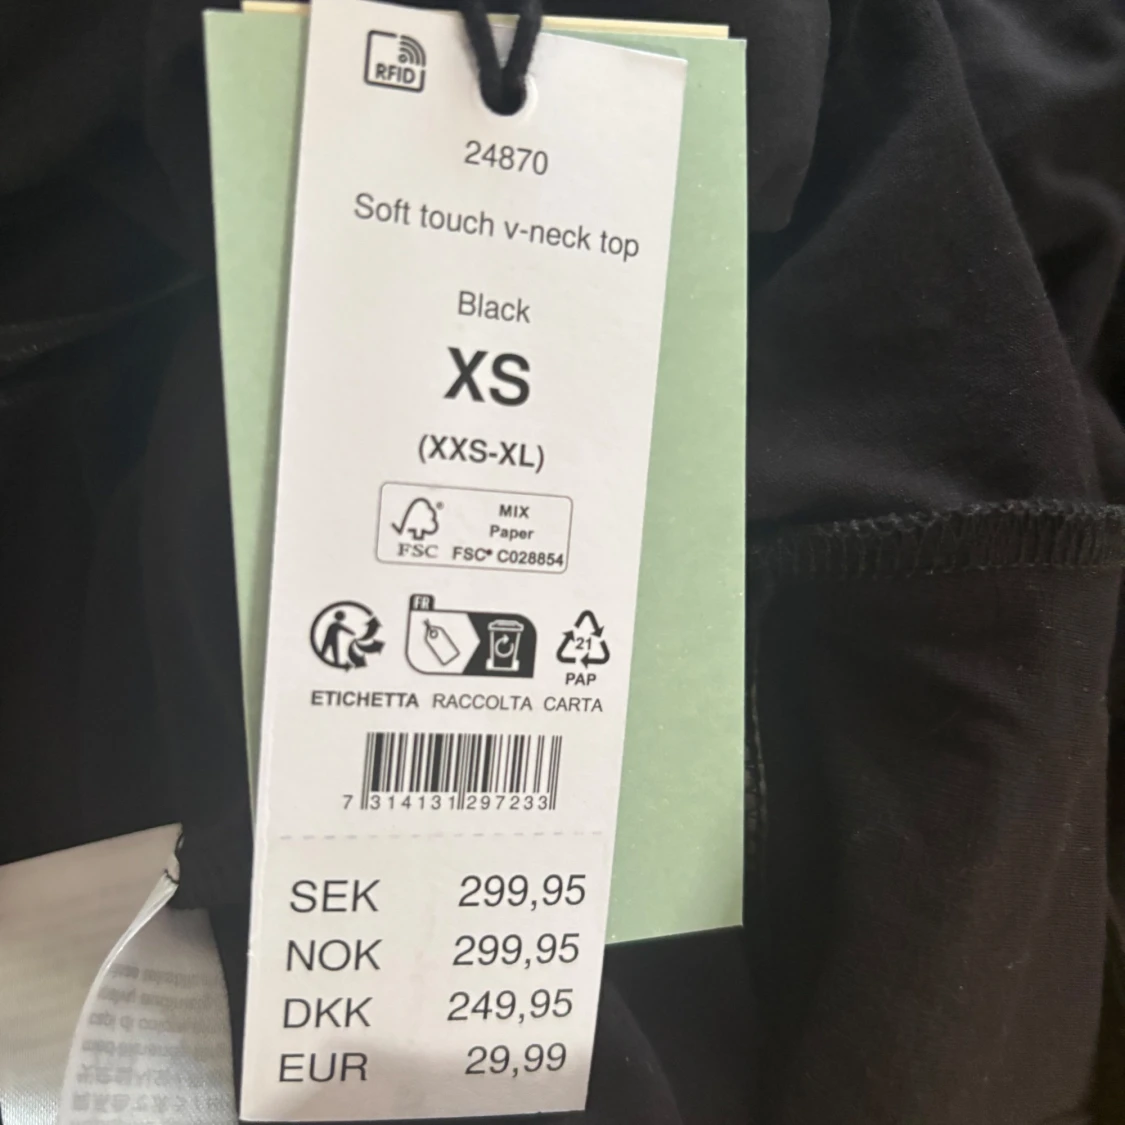 RFID
24870
Soft touch v-neck top
Black
XS
(XXS-XL)
MIX
Paper
FSC FSC® C028854
FR
21
PAP
ETICHETTA RACCOLTA CARTA
7 314131 297233
SEK 299,95
NOK 299,95
DKK 249,95
EUR 29,99